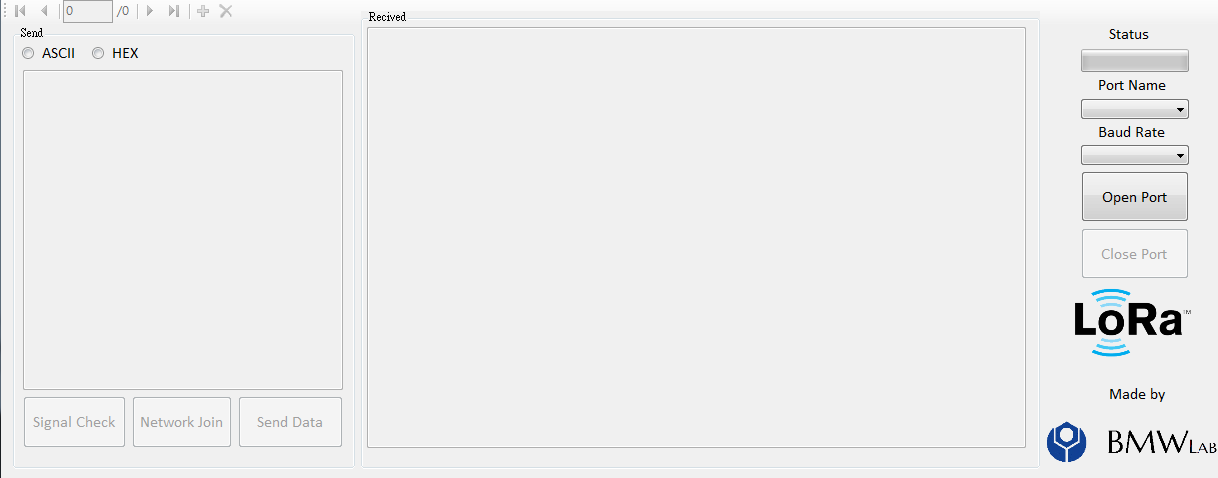 0 /0
Send
ASCII HEX
Signal Check Network Join Send Data
Recived
Status
Port Name
Baud Rate
Open Port
Close Port
LoRa™
Made by
BMWLAB